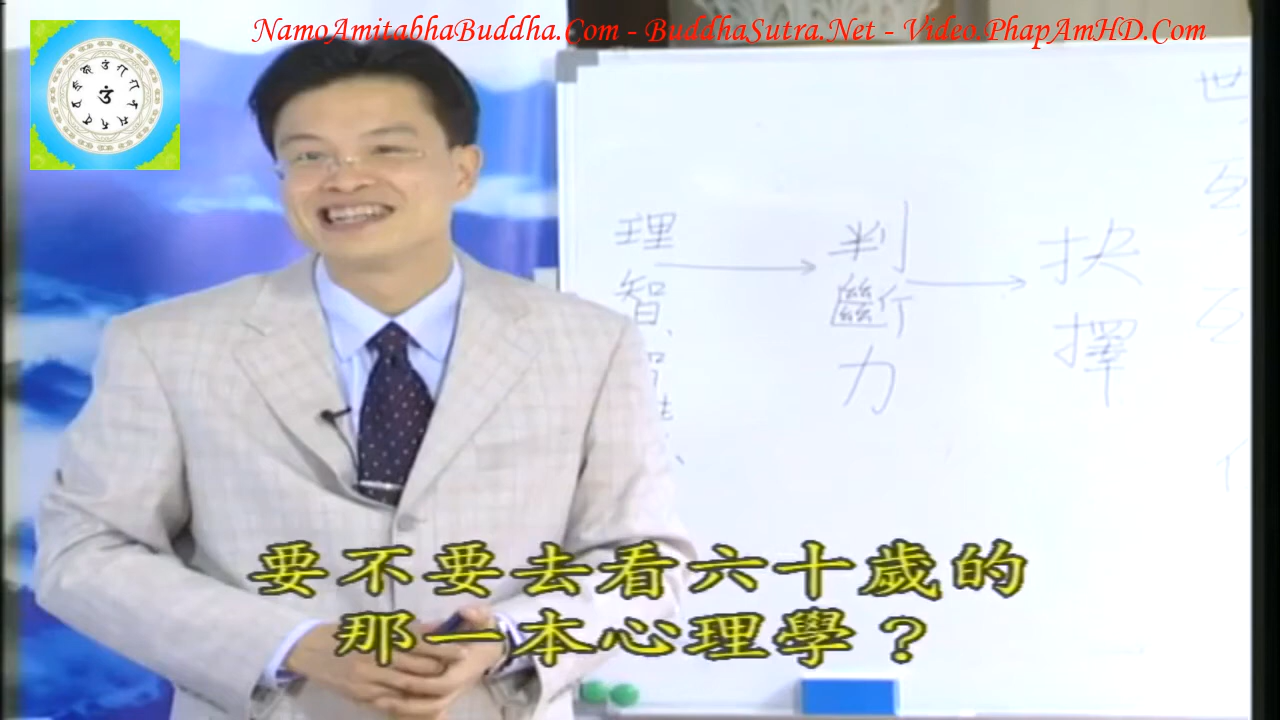 NamoAmitabhaBuddha.Com - BuddhaSutra.Net - Video.PhapAmHD.Com
世
理智、
判斷力
抉擇
要不要去看六十歲的
那一本心理學？